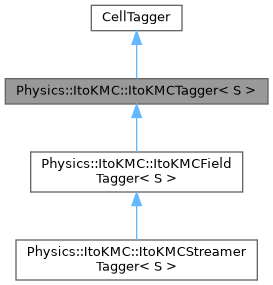 CellTagger
Physics::ItoKMC::ItoKMCTagger< S >
Physics::ItoKMC::ItoKMCField
Tagger< S >
Physics::ItoKMC::ItoKMCStreamer
Tagger< S >